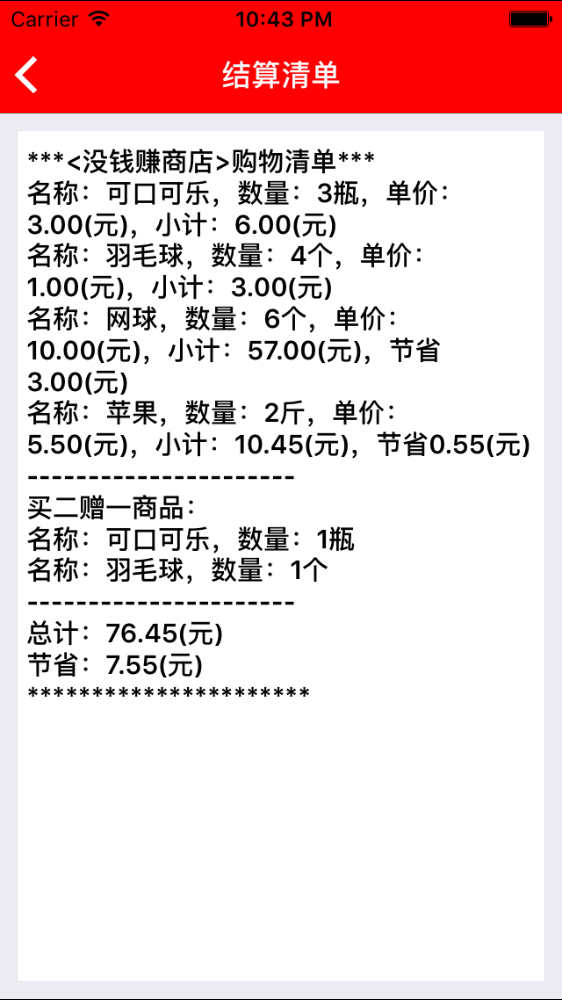 Carrier 10:43 PM
结算清单
***<没钱赚商店>购物清单***
名称：可口可乐，数量：3瓶，单价：
3.00(元)，小计：6.00(元)
名称：羽毛球，数量：4个，单价：
1.00(元)，小计：3.00(元)
名称：网球，数量：6个，单价：
10.00(元)，小计：57.00(元)，节省
3.00(元)
名称：苹果，数量：2斤，单价：
5.50(元)，小计：10.45(元)，节省0.55(元)
----------------------
买二赠一商品：
名称：可口可乐，数量：1瓶
名称：羽毛球，数量：1个
----------------------
总计：76.45(元)
节省：7.55(元)
**********************